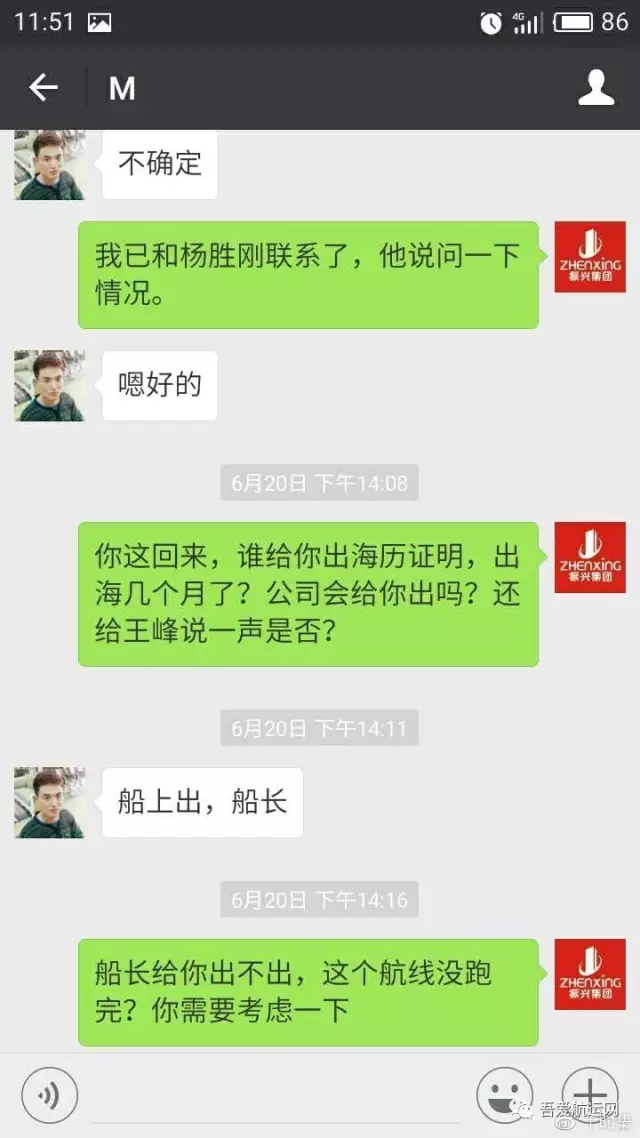 11:51
4G
86
M
不确定
我已和杨胜刚联系了，他说问一下
情况。
ZHENXING
振兴集团
嗯好的
6月20日 下午14:08
你这回来，谁给你出海历证明，出
海几个月了？公司会给你出吗？还
给王峰说一声是否？
ZHENXING
振兴集团
6月20日 下午14:11
船上出，船长
6月20日 下午14:16
船长给你出不出，这个航线没跑
完？你需要考虑一下
ZHENXING
振兴集团
吾爱航运网